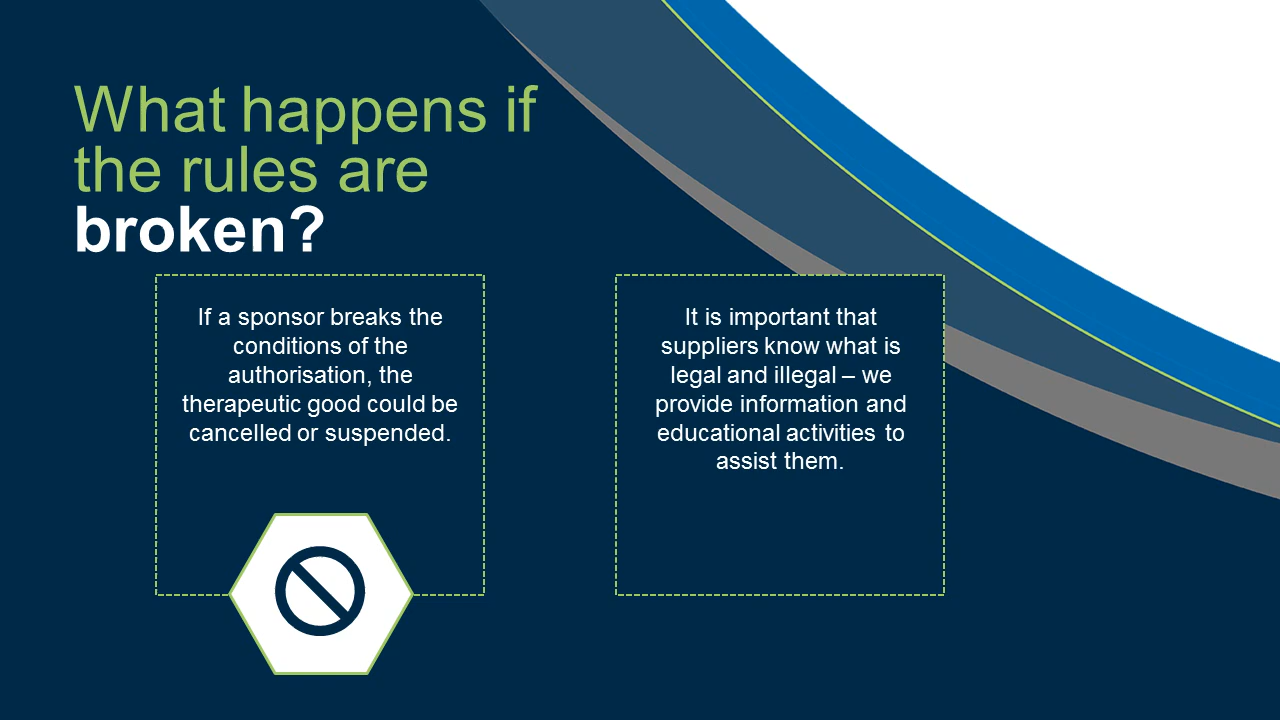 What happens if
the rules are
broken?
If a sponsor breaks the
conditions of the
authorisation, the
therapeutic good could be
cancelled or suspended.
It is important that
suppliers know what is
legal and illegal – we
provide information and
educational activities to
assist them.